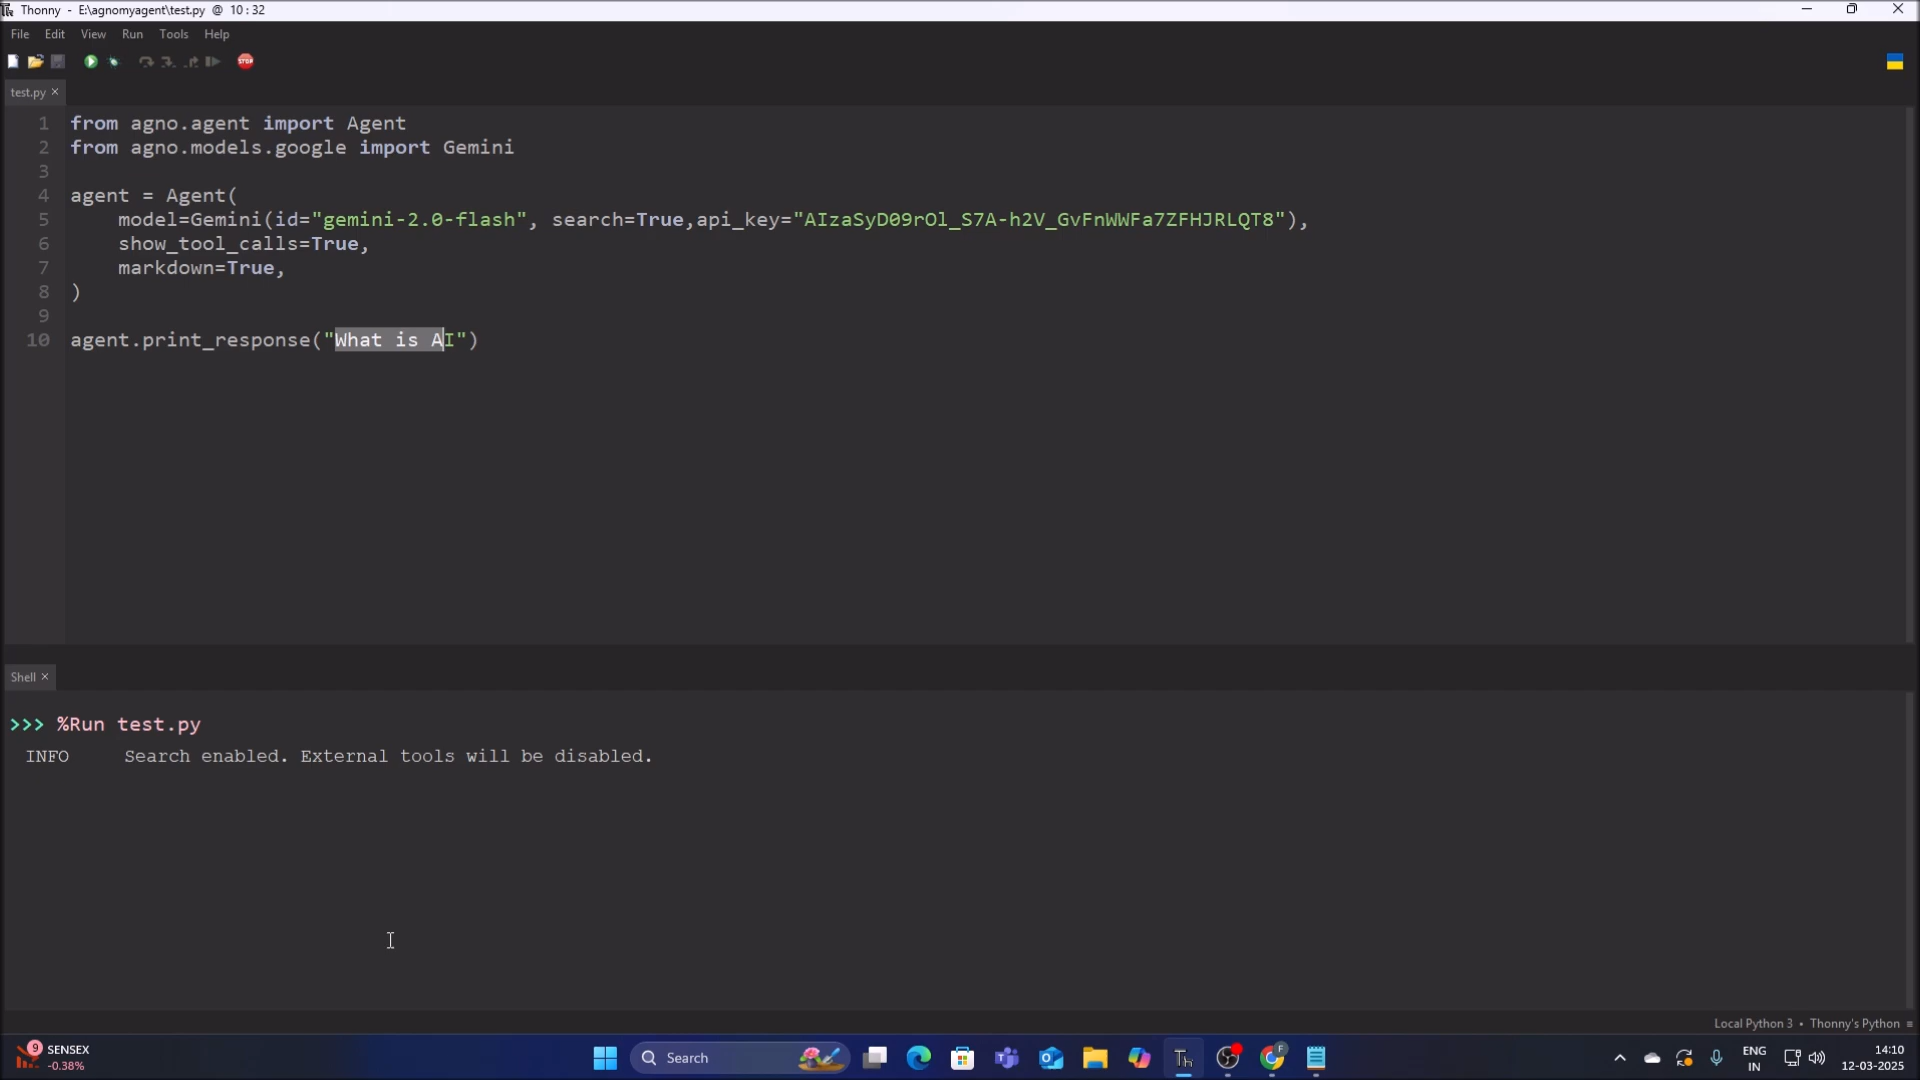 Thonny - E:\agnomyagent\test.py @ 10:32
File Edit View Run Tools Help
STOP
test.py ×
1 from agno.agent import Agent
2 from agno.models.google import Gemini
3
4 agent = Agent(
5 model=Gemini(id="gemini-2.0-flash", search=True,api_key="AIzaSyD09rOl_S7A-h2V_GvFnWWFa7ZFHJRLQT8"),
6 show_tool_calls=True,
7 markdown=True,
8 )
9
10 agent.print_response("What is AI")
Shell ×
>>> %Run test.py
INFO Search enabled. External tools will be disabled.
Local Python 3 • Thonny's Python ≡
9
SENSEX
-0.38%
Search
Th
F
ENG
IN
14:10
12-03-2025